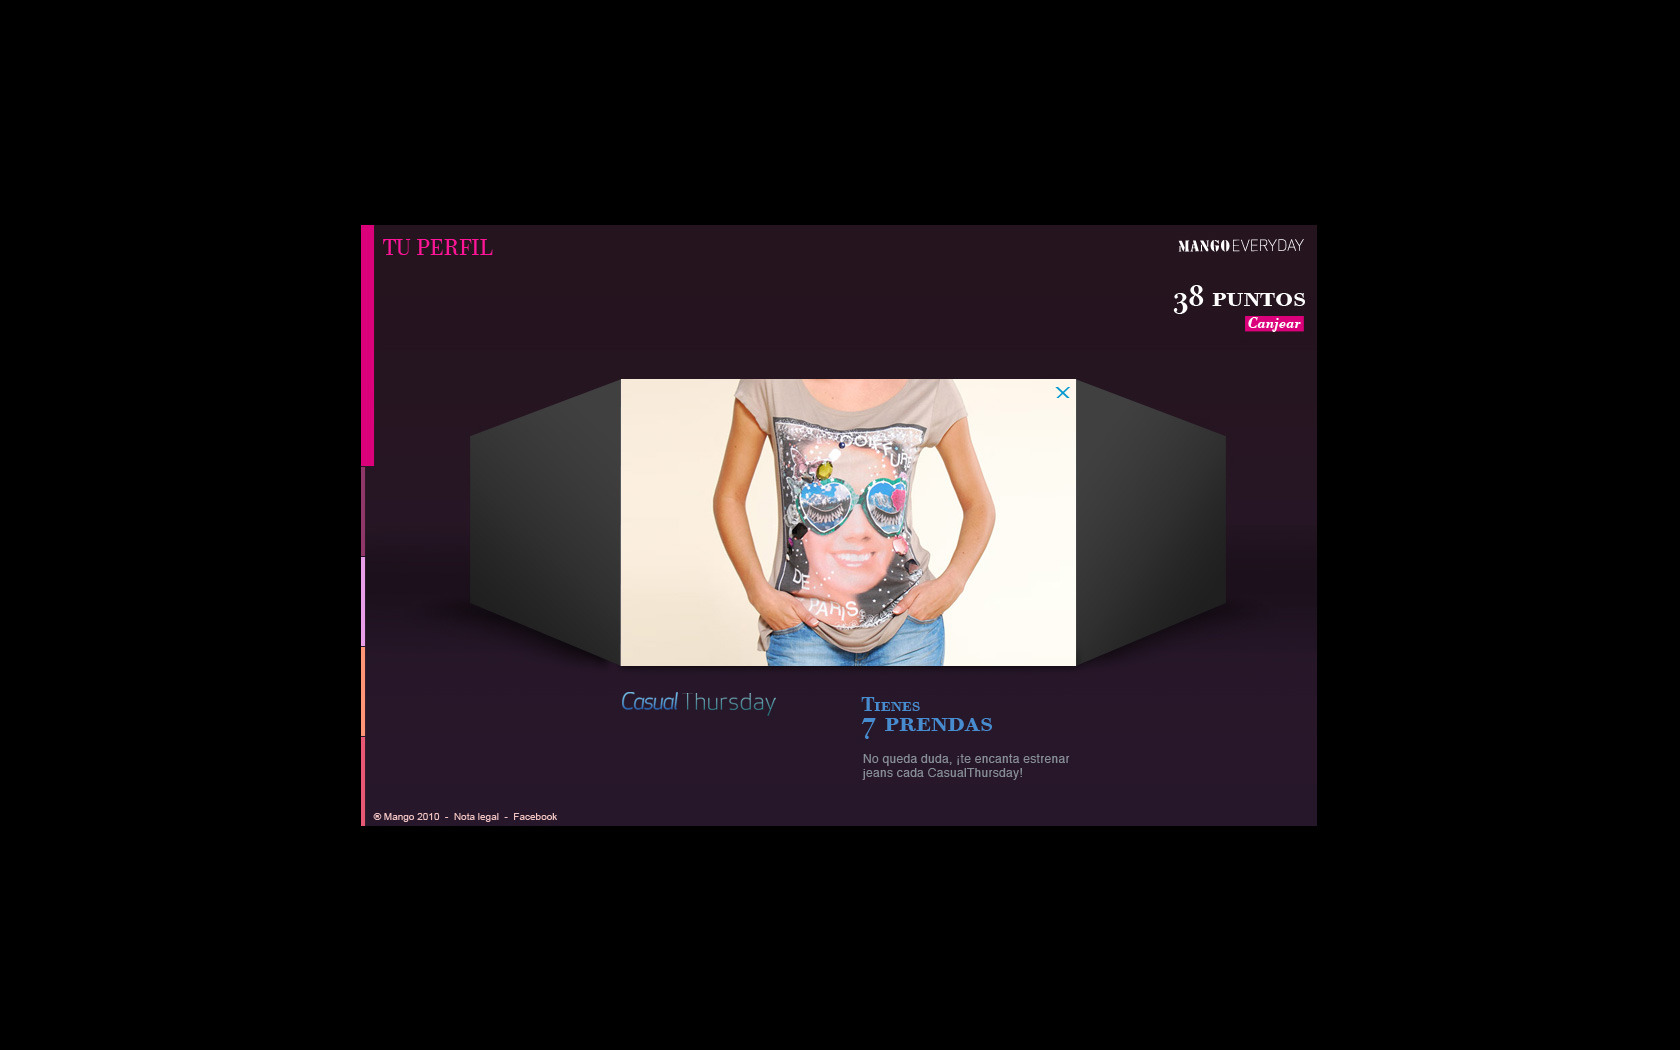 TU PERFIL
MANGO EVERYDAY
38 PUNTOS
Canjear
COIFFURE
DE
PARIS
Casual Thursday
TIENES
7 PRENDAS
No queda duda, ¡te encanta estrenar
jeans cada CasualThursday!
® Mango 2010 - Nota legal - Facebook